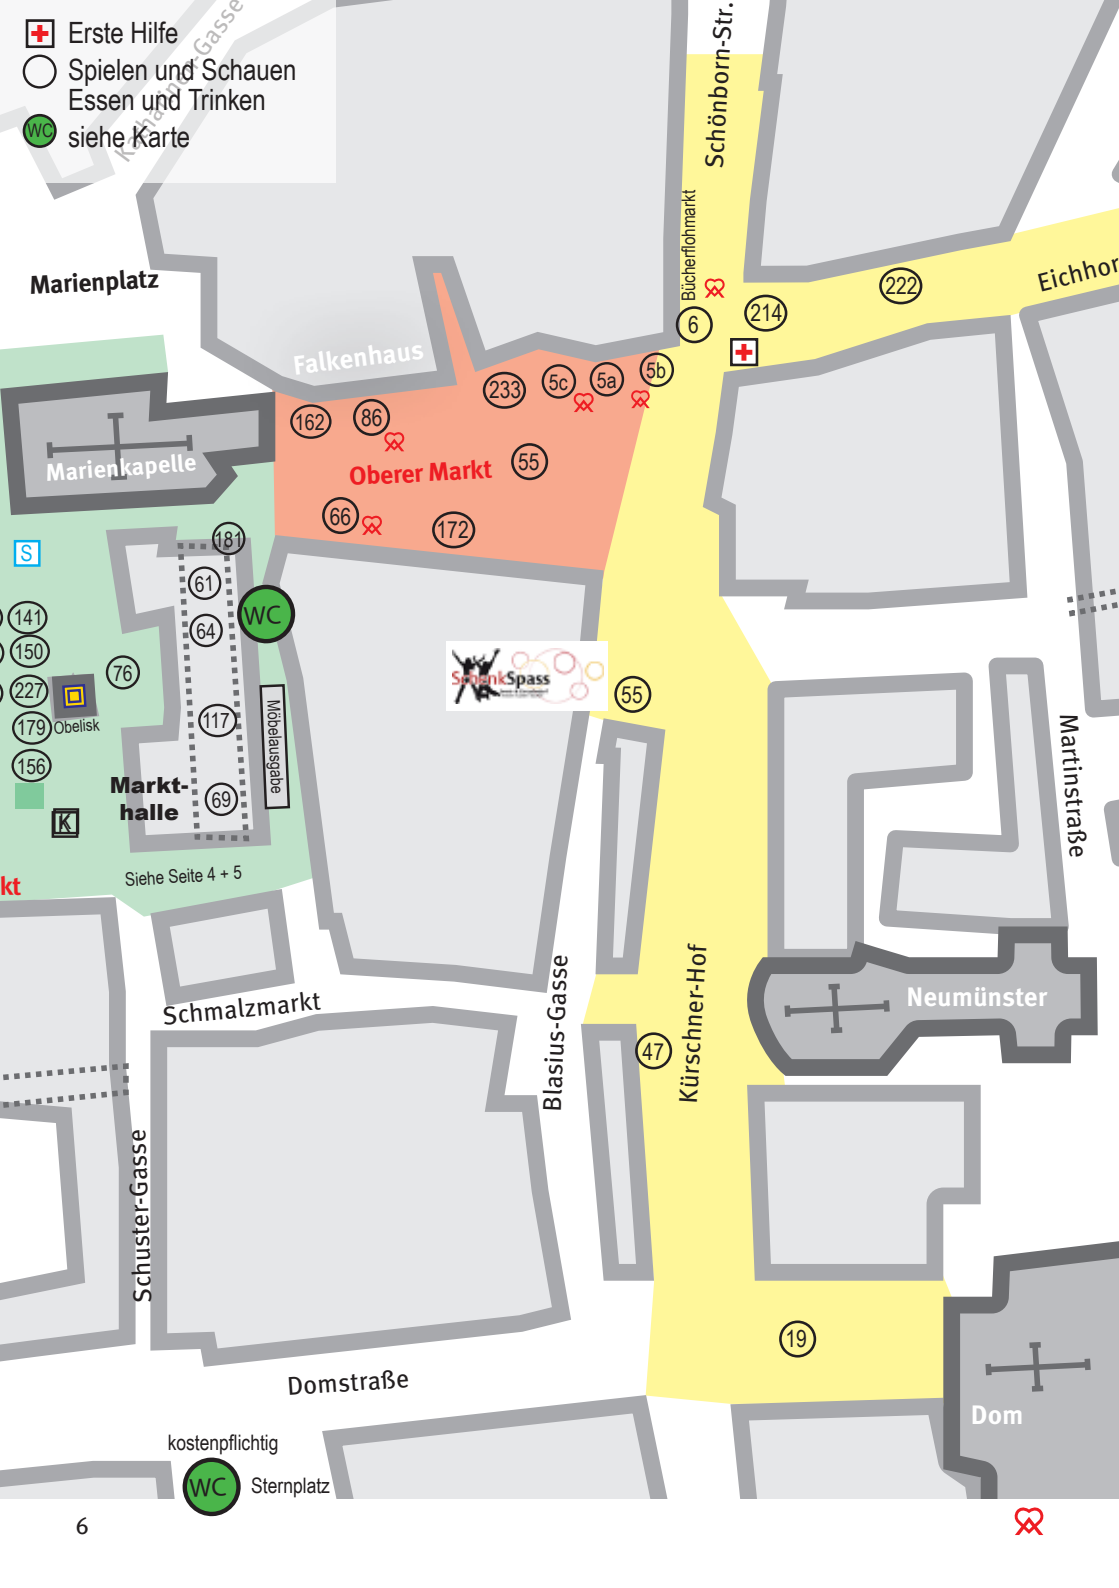 Erste Hilfe
Spielen und Schauen
Essen und Trinken
WC siehe Karte
Katharinen-Gasse
Schönborn-Str.
Bücherflohmarkt
Marienplatz
Eichhor
222
214
6
Falkenhaus
5b
5a
5c
233
86
162
Oberer Markt
55
66
172
Marienkapelle
S
181
61
WC
141
64
150
76
227
Obelisk
179
117
156
Möbelausgabe
Markt-
halle
69
K
SchenkSpass
55
Martinstraße
Siehe Seite 4 + 5
kt
Schmalzmarkt
Blasius-Gasse
Kürschner-Hof
Neumünster
47
Schuster-Gasse
19
Domstraße
Dom
kostenpflichtig
WC Sternplatz
6